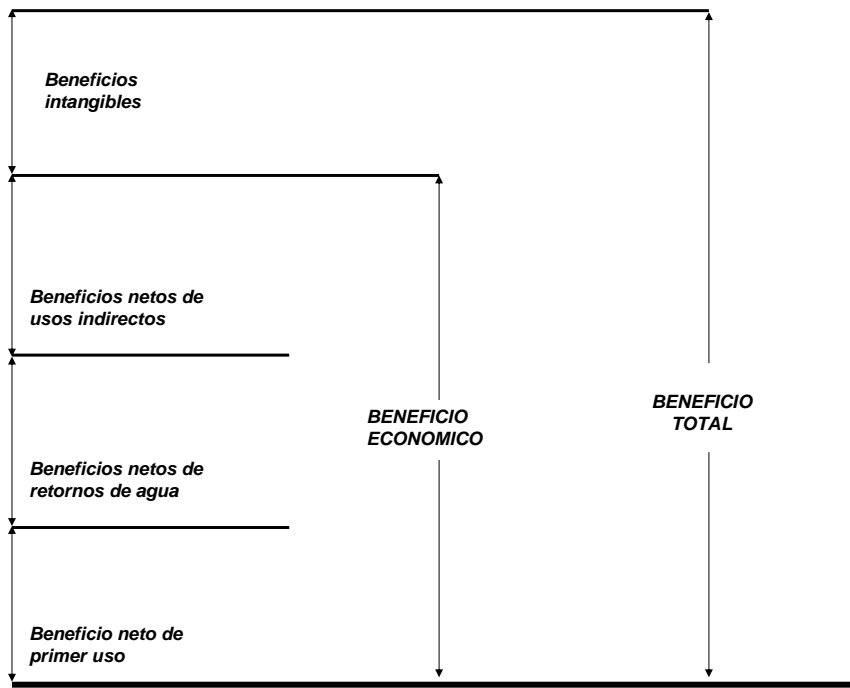 Beneficios
intangibles
Beneficios netos de
usos indirectos
BENEFICIO
ECONOMICO
BENEFICIO
TOTAL
Beneficios netos de
retornos de agua
Beneficio neto de
primer uso